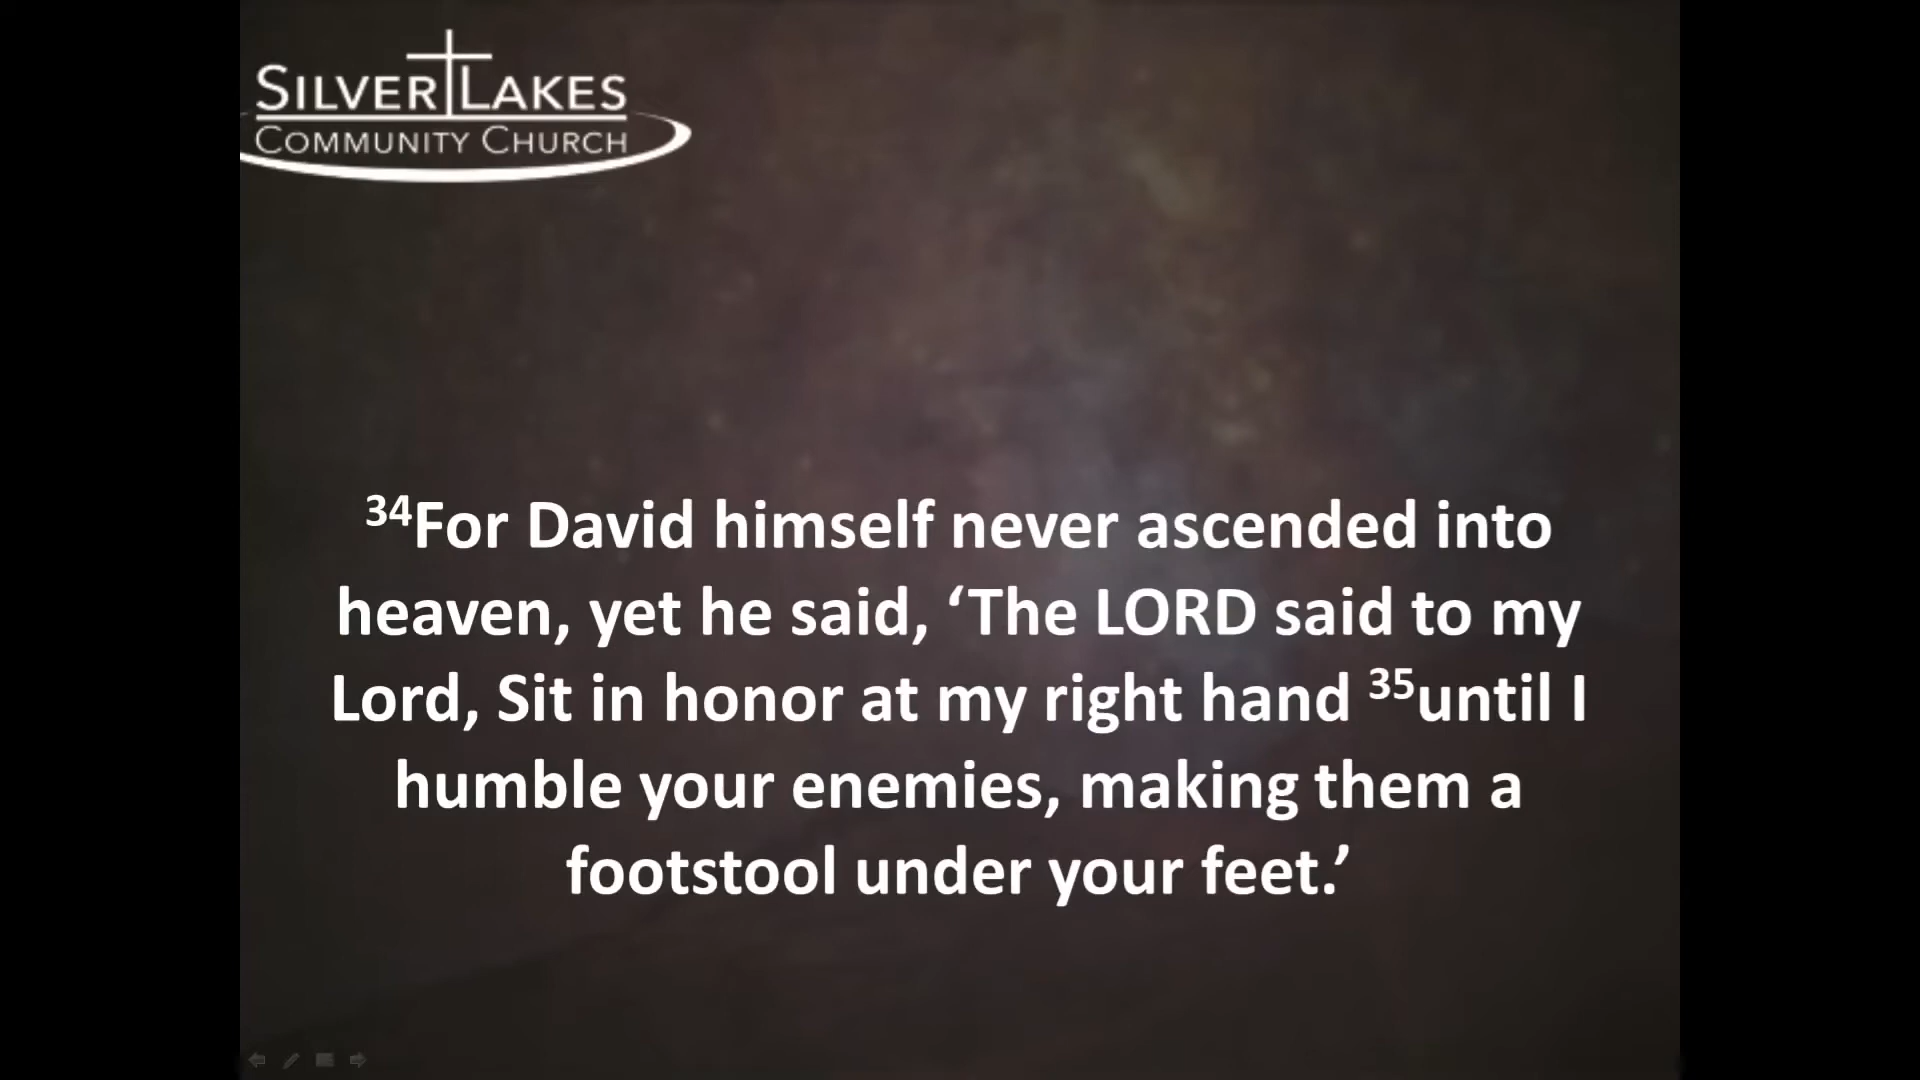 SILVER LAKES
COMMUNITY CHURCH
34For David himself never ascended into
heaven, yet he said, ‘The LORD said to my
Lord, Sit in honor at my right hand 35until I
humble your enemies, making them a
footstool under your feet.’